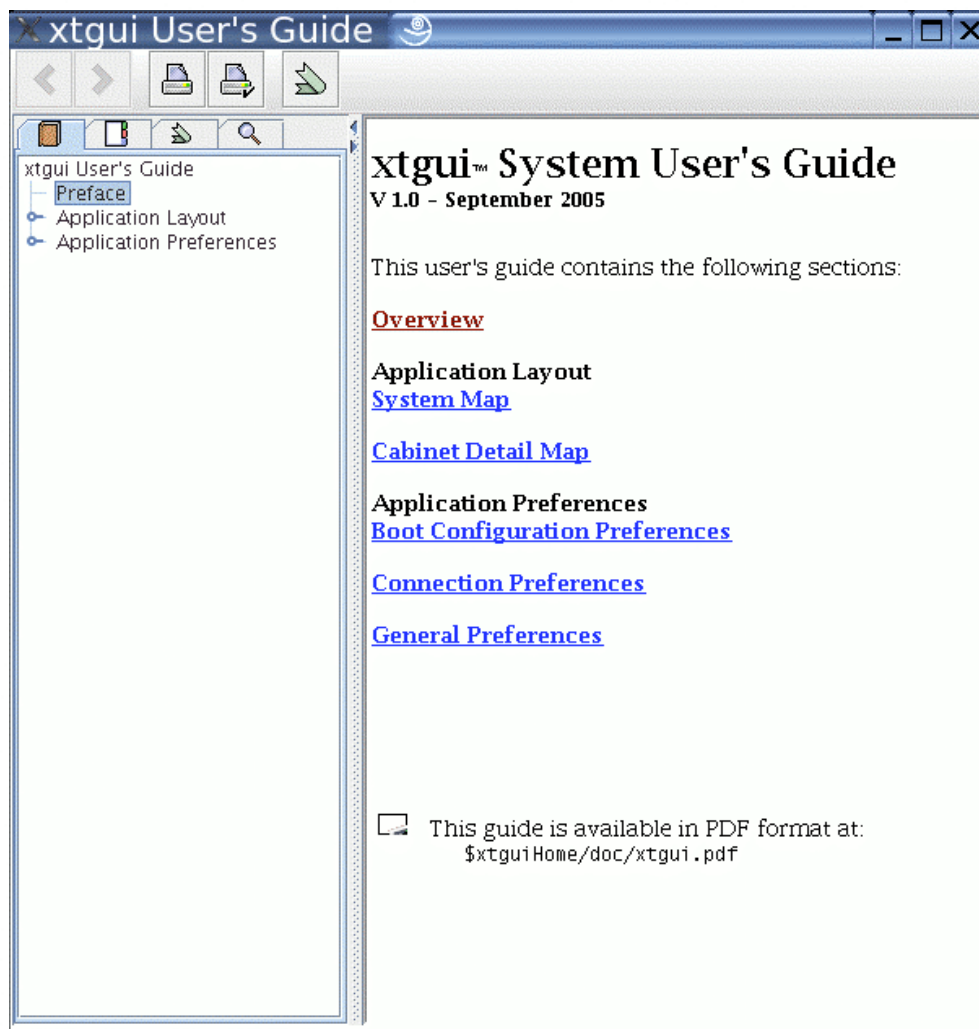 xtgui User's Guide
xtgui User's Guide
Preface
Application Layout
Application Preferences
xtgui™ System User's Guide
V 1.0 – September 2005
This user's guide contains the following sections:
Overview
Application Layout
System Map
Cabinet Detail Map
Application Preferences
Boot Configuration Preferences
Connection Preferences
General Preferences
This guide is available in PDF format at:
$xtguiHome/doc/xtgui.pdf